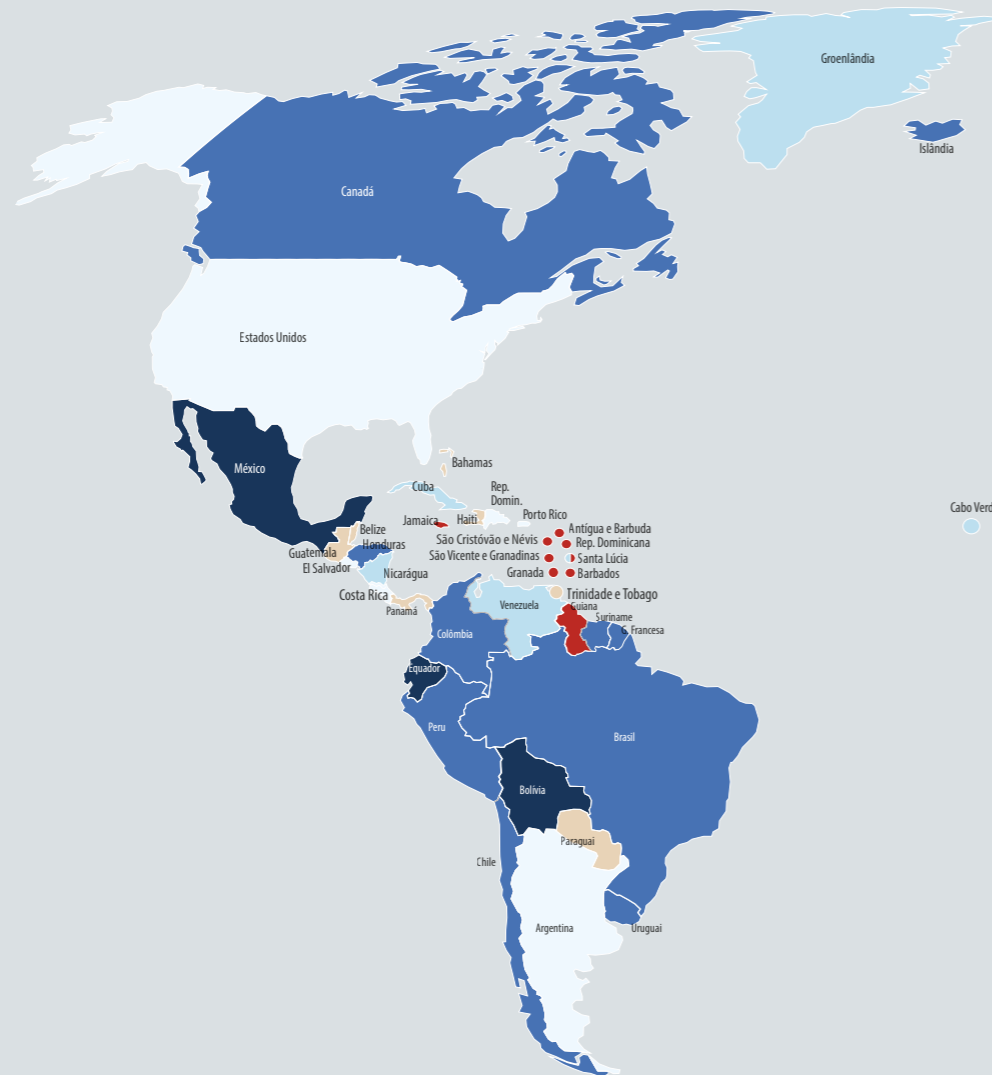 Groenlândia
Islândia
Canadá
Estados Unidos
México
Bahamas
Cuba
Rep.
Domin.
Porto Rico
Jamaica
Haiti
Belize
Antígua e Barbuda
São Cristóvão e Névis
Rep. Dominicana
Honduras
Guatemala
São Vicente e Granadinas
Santa Lúcia
El Salvador
Nicarágua
Granada
Barbados
Costa Rica
Trinidade e Tobago
Panamá
Venezuela
Guiana
Suriname
G. Francesa
Colômbia
Cabo Verd
Equador
Peru
Brasil
Bolívia
Paraguai
Chile
Argentina
Uruguai